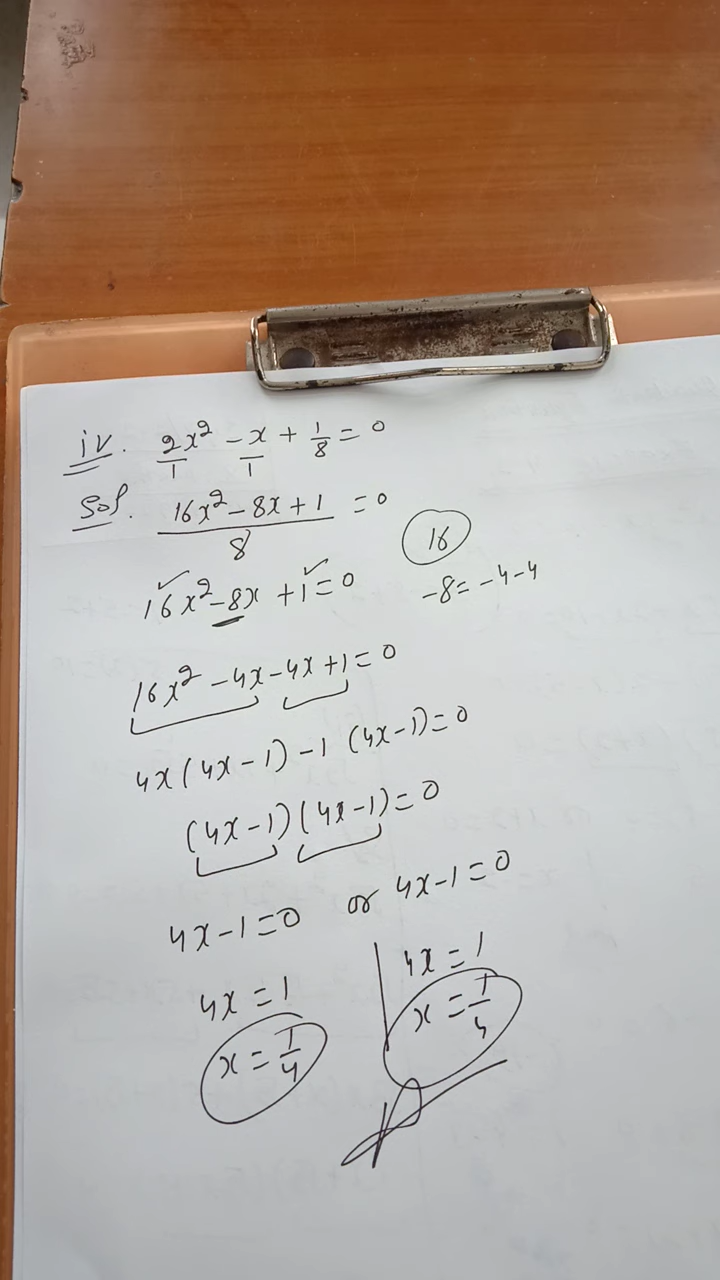 iv. 2x²/1 - x/1 + 1/8 = 0
Sol. (16x² - 8x + 1)/8 = 0
16x² - 8x + 1 = 0
16
-8 = -4 -4
16x² - 4x - 4x + 1 = 0
4x (4x - 1) - 1 (4x - 1) = 0
(4x - 1) (4x - 1) = 0
4x - 1 = 0 or 4x - 1 = 0
4x = 1 | 4x = 1
x = 1/4 x = 1/4